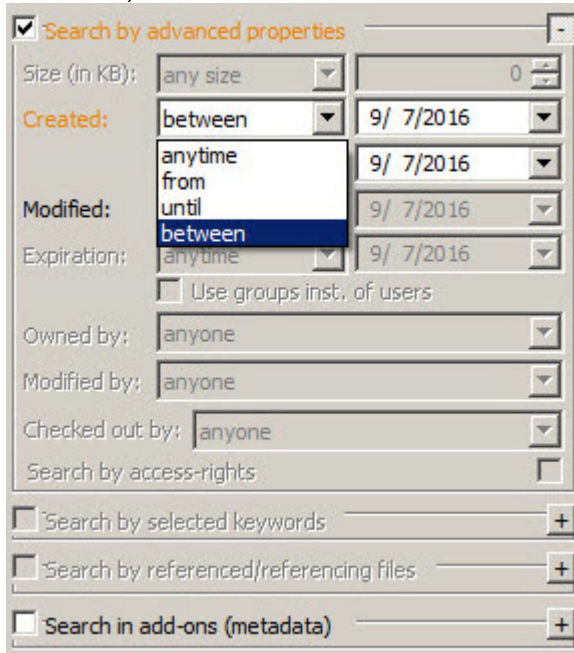 Search by advanced properties -
Size (in KB): any size 0
Created: between 9/ 7/2016
anytime 9/ 7/2016
from
Modified: until 9/ 7/2016
between
Expiration: anytime 9/ 7/2016
Use groups inst. of users
Owned by: anyone
Modified by: anyone
Checked out by: anyone
Search by access-rights
Search by selected keywords +
Search by referenced/referencing files +
Search in add-ons (metadata) +